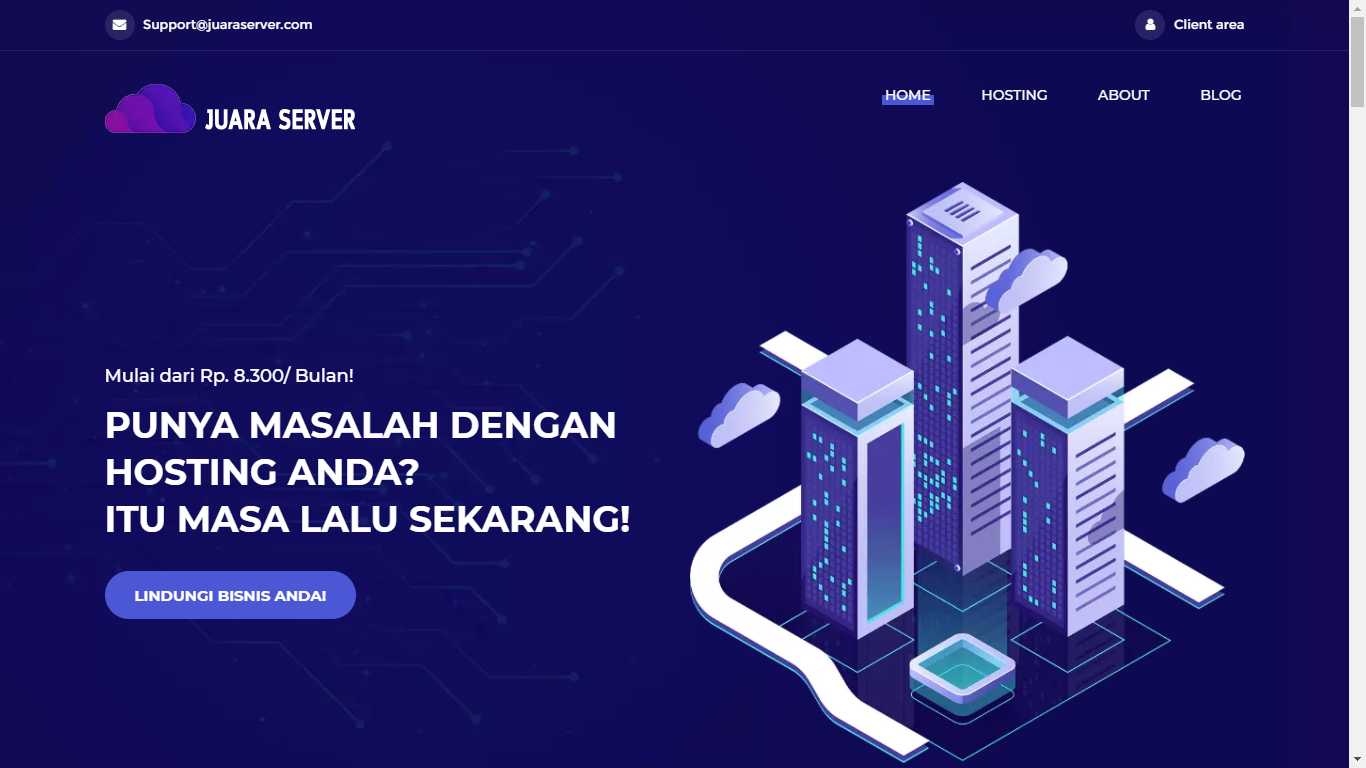 Support@juaraserver.com
Client area
JUARA SERVER
HOME
HOSTING
ABOUT
BLOG
Mulai dari Rp. 8.300/ Bulan!
PUNYA MASALAH DENGAN
HOSTING ANDA?
ITU MASA LALU SEKARANG!
LINDUNGI BISNIS ANDA!